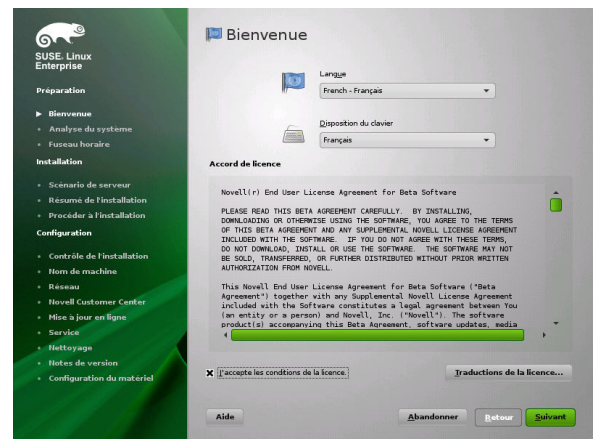 SUSE. Linux
Enterprise
Préparation
Bienvenue
Analyse du système
Fuseau horaire
Installation
Scénario de serveur
Résumé de l'installation
Procéder à l'installation
Configuration
Contrôle de l'installation
Nom de machine
Réseau
Novell Customer Center
Mise à jour en ligne
Service
Nettoyage
Notes de version
Configuration du matériel
Bienvenue
Langue
French - Français
Disposition du clavier
Français
Accord de licence
Novell(r) End User License Agreement for Beta Software
PLEASE READ THIS BETA AGREEMENT CAREFULLY. BY INSTALLING,
DOWNLOADING OR OTHERWISE USING THE SOFTWARE, YOU AGREE TO THE TERMS
OF THIS BETA AGREEMENT AND ANY SUPPLEMENTAL NOVELL LICENSE AGREEMENT
INCLUDED WITH THE SOFTWARE. IF YOU DO NOT AGREE WITH THESE TERMS,
DO NOT DOWNLOAD, INSTALL OR USE THE SOFTWARE. THE SOFTWARE MAY NOT
BE SOLD, TRANSFERRED, OR FURTHER DISTRIBUTED WITHOUT PRIOR WRITTEN
AUTHORIZATION FROM NOVELL.
This Novell End User License Agreement for Beta Software ("Beta
Agreement") together with any Supplemental Novell License Agreement
included with the Software constitutes a legal agreement between You
(an entity or a person) and Novell, Inc. ("Novell"). The software
product(s) accompanying this Beta Agreement, software updates, media
J'accepte les conditions de la licence.
Traductions de la licence...
Aide
Abandonner
Retour
Suivant